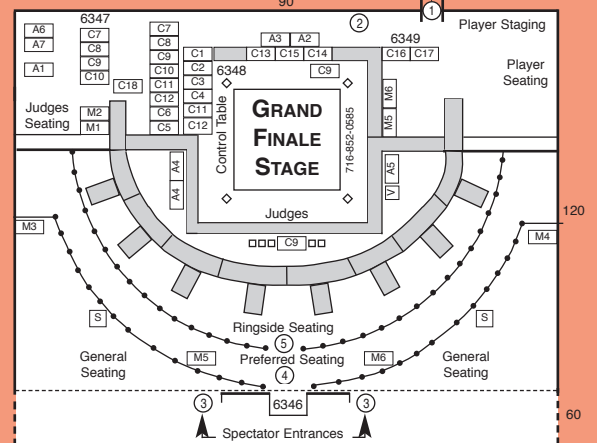 90
1
2
Player Staging
6347
A6
A7
A1
C7
C8
C9
C10
C7
C8
C9
C10
C11
C12
C6
C5
C18
C1
C2
C3
C4
C11
C12
A3 A2
C13 C15 C14
6349
C16 C17
6348
C9
Player
Seating
Judges
Seating
M2
M1
Control Table
GRAND
FINALE
STAGE
716-852-0585
M6
M5
A4
A4
A5
V
Judges
C9
120
M3
M4
S
S
Ringside Seating
5
General
Seating
M5
Preferred Seating
M6
General
Seating
4
3
6346
3
60
Spectator Entrances